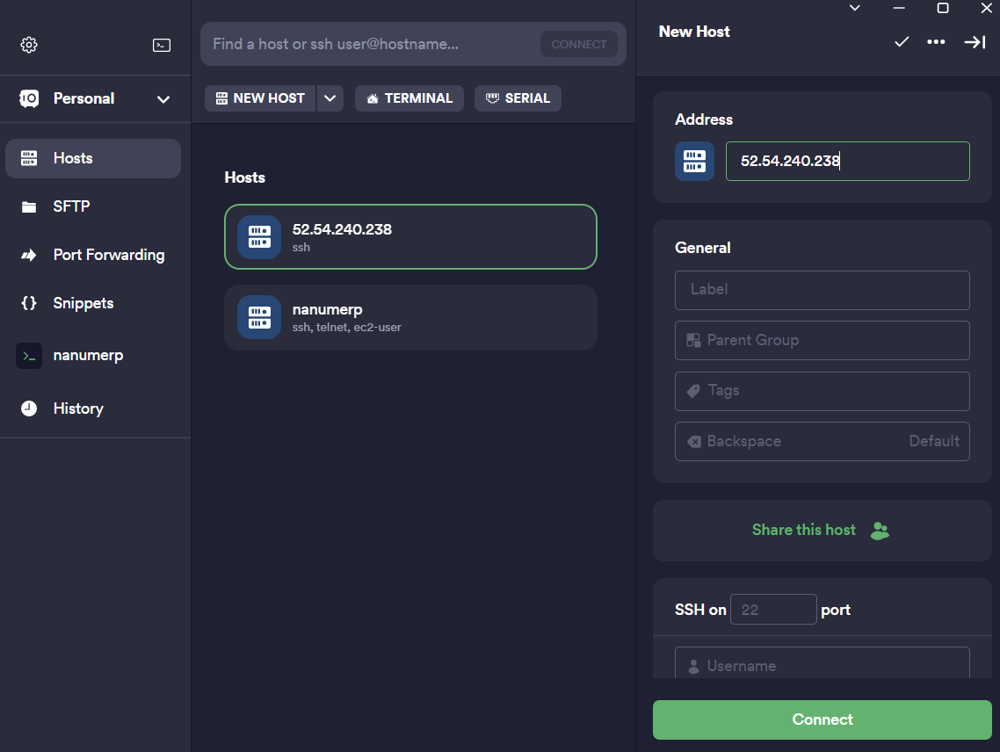 Personal
Hosts
SFTP
Port Forwarding
Snippets
nanumerp
History
Find a host or ssh user@hostname...
CONNECT
NEW HOST
TERMINAL
SERIAL
Hosts
52.54.240.238
ssh
nanumerp
ssh, telnet, ec2-user
New Host
Address
52.54.240.238
General
Label
Parent Group
Tags
Backspace Default
Share this host
SSH on 22 port
Username
Connect